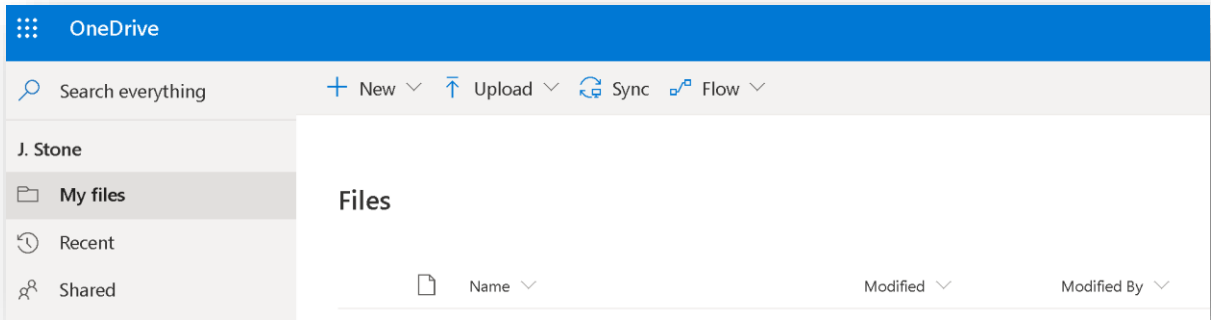 OneDrive
Search everything
New Upload Sync Flow
J. Stone
My files
Files
Recent
Name Modified Modified By
Shared